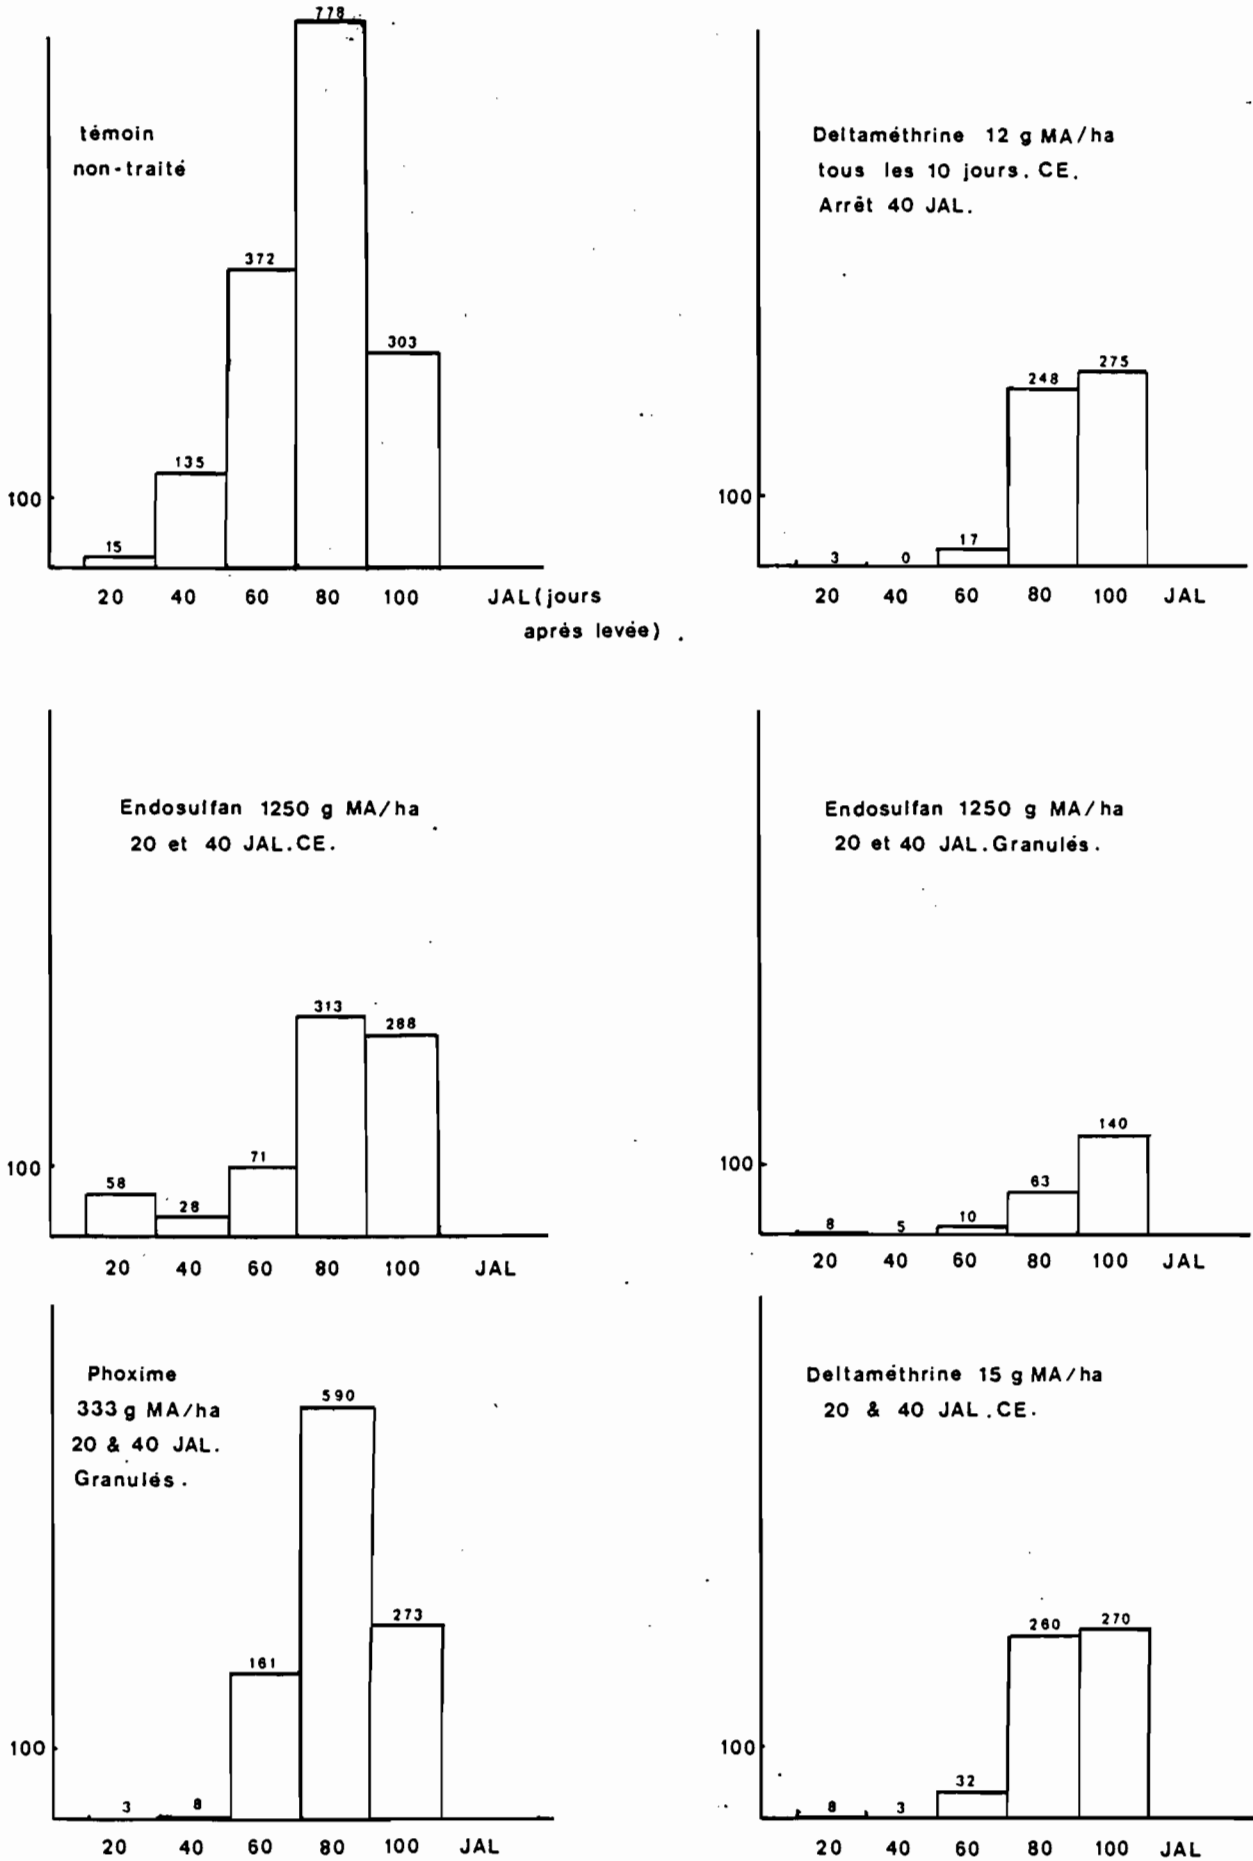 778
témoin
non-traité
372
303
135
100
15
20 40 60 80 100 JAL (jours
après levée).
Deltaméthrine 12 g MA/ha
tous les 10 jours. CE.
Arrêt 40 JAL.
275
248
100
17
3 0
20 40 60 80 100 JAL
Endosulfan 1250 g MA/ha
20 et 40 JAL. CE.
313
288
100
71
58
28
20 40 60 80 100 JAL
Endosulfan 1250 g MA/ha
20 et 40 JAL. Granulés.
140
100
63
8 5 10
20 40 60 80 100 JAL
Phoxime
333 g MA/ha
20 & 40 JAL.
Granulés.
590
273
161
100
3 8
20 40 60 80 100 JAL
Deltaméthrine 15 g MA/ha
20 & 40 JAL. CE.
260 270
100
32
8 3
20 40 60 80 100 JAL